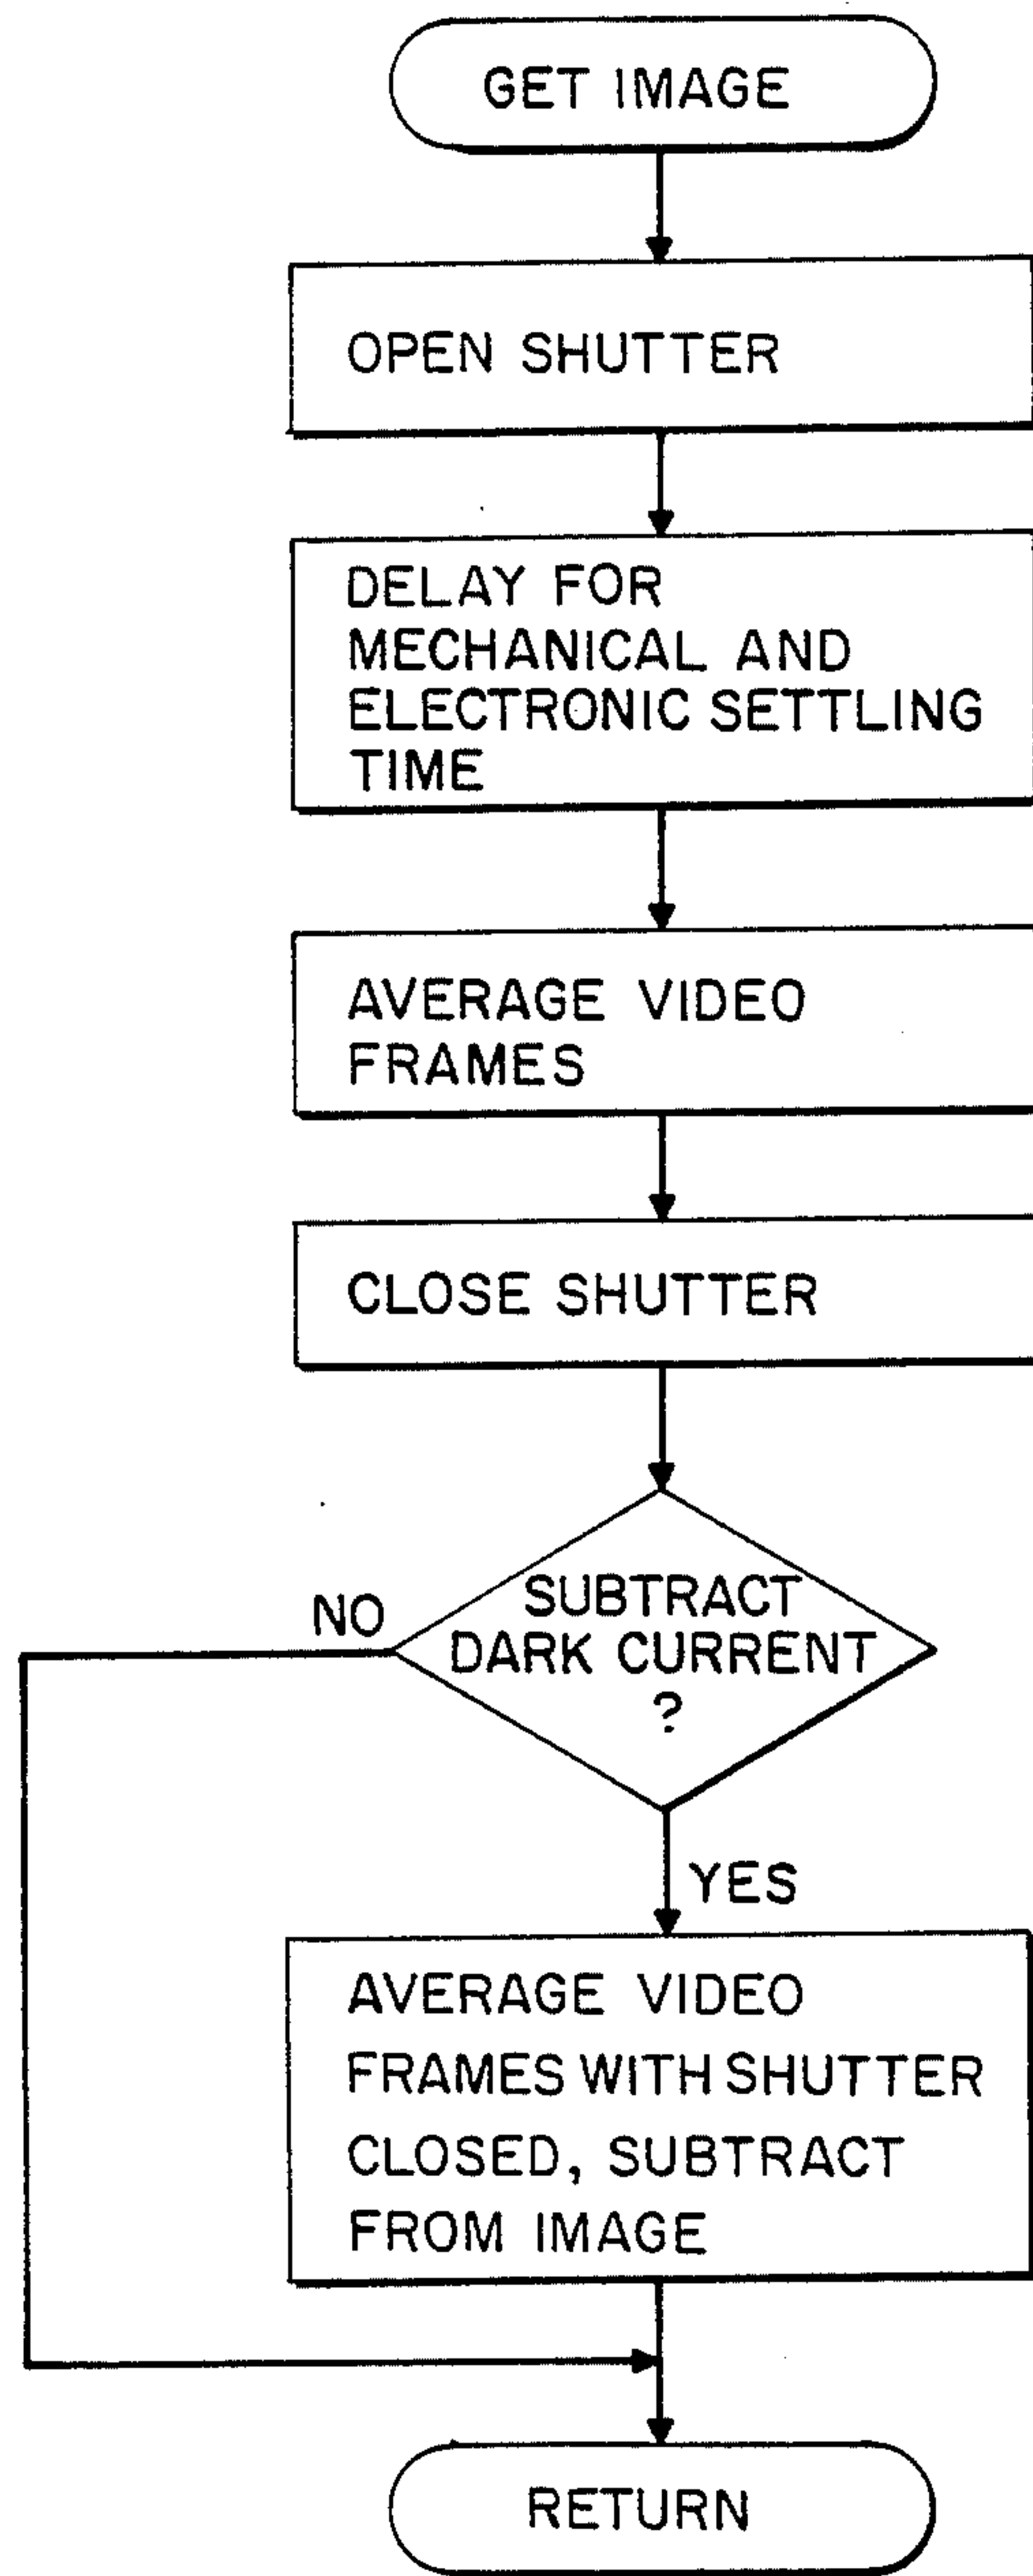 GET IMAGE
OPEN SHUTTER
DELAY FOR
MECHANICAL AND
ELECTRONIC SETTLING
TIME
AVERAGE VIDEO
FRAMES
CLOSE SHUTTER
SUBTRACT
DARK CURRENT
?
NO
YES
AVERAGE VIDEO
FRAMES WITH SHUTTER
CLOSED, SUBTRACT
FROM IMAGE
RETURN